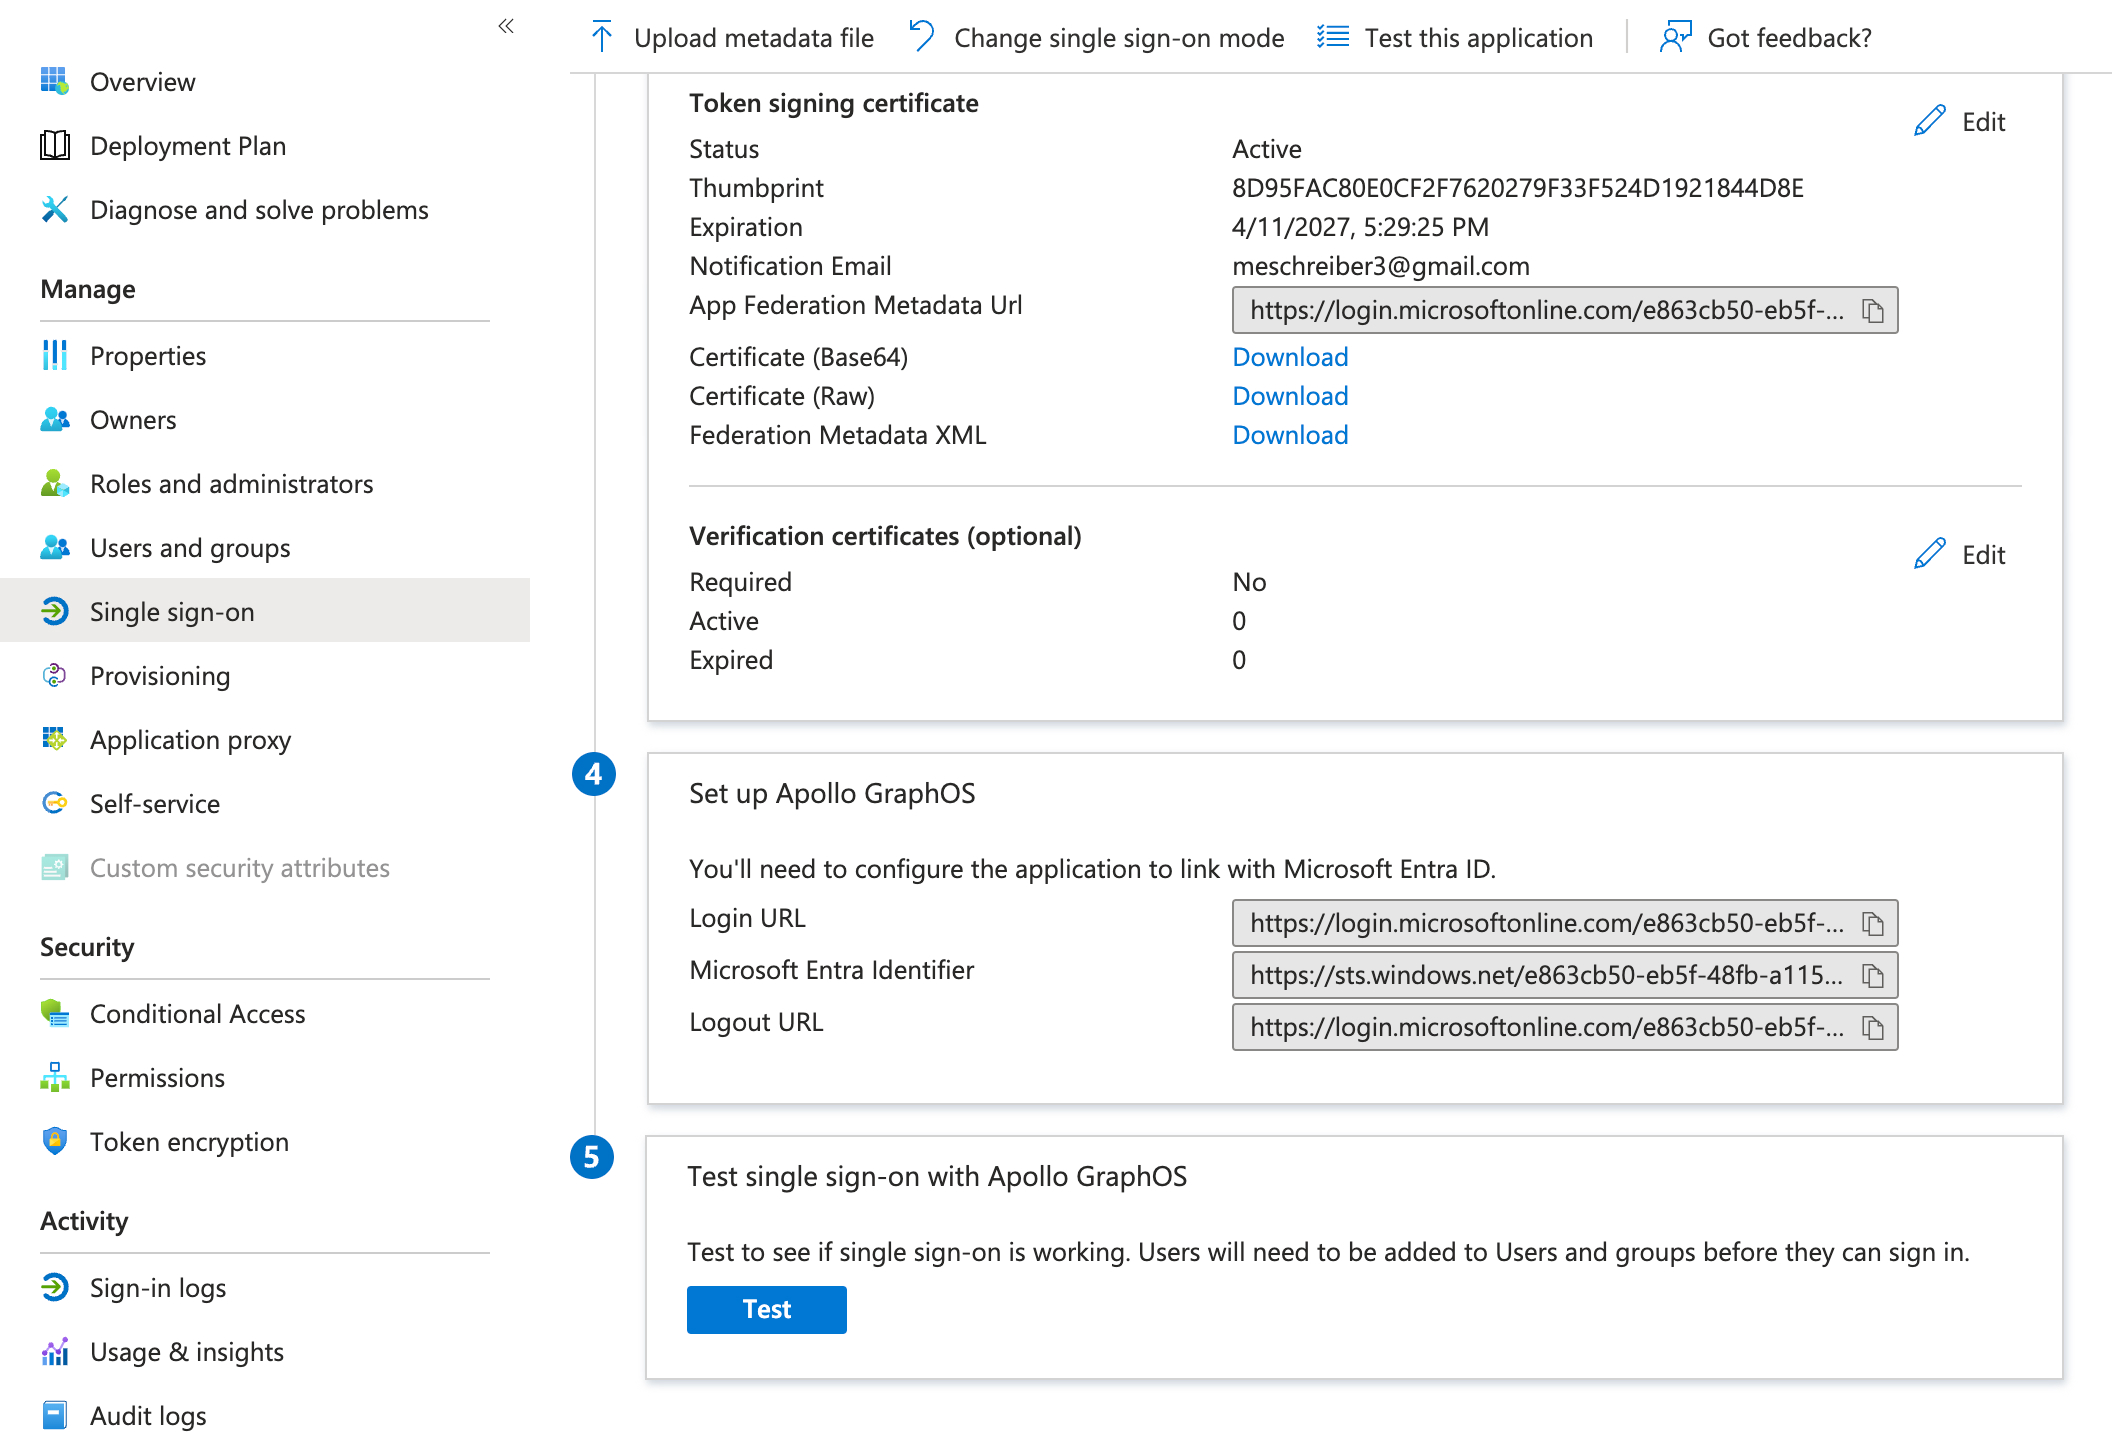 Upload metadata file
Change single sign-on mode
Test this application
Got feedback?
Overview
Deployment Plan
Diagnose and solve problems
Manage
Properties
Owners
Roles and administrators
Users and groups
Single sign-on
Provisioning
Application proxy
Self-service
Custom security attributes
Security
Conditional Access
Permissions
Token encryption
Activity
Sign-in logs
Usage & insights
Audit logs
Token signing certificate
Edit
Status Active
Thumbprint 8D95FAC80E0CF2F7620279F33F524D1921844D8E
Expiration 4/11/2027, 5:29:25 PM
Notification Email meschreiber3@gmail.com
App Federation Metadata Url https://login.microsoftonline.com/e863cb50-eb5f-...
Certificate (Base64) Download
Certificate (Raw) Download
Federation Metadata XML Download
Verification certificates (optional)
Edit
Required No
Active 0
Expired 0
4
Set up Apollo GraphOS
You'll need to configure the application to link with Microsoft Entra ID.
Login URL https://login.microsoftonline.com/e863cb50-eb5f-...
Microsoft Entra Identifier https://sts.windows.net/e863cb50-eb5f-48fb-a115...
Logout URL https://login.microsoftonline.com/e863cb50-eb5f-...
5
Test single sign-on with Apollo GraphOS
Test to see if single sign-on is working. Users will need to be added to Users and groups before they can sign in.
Test